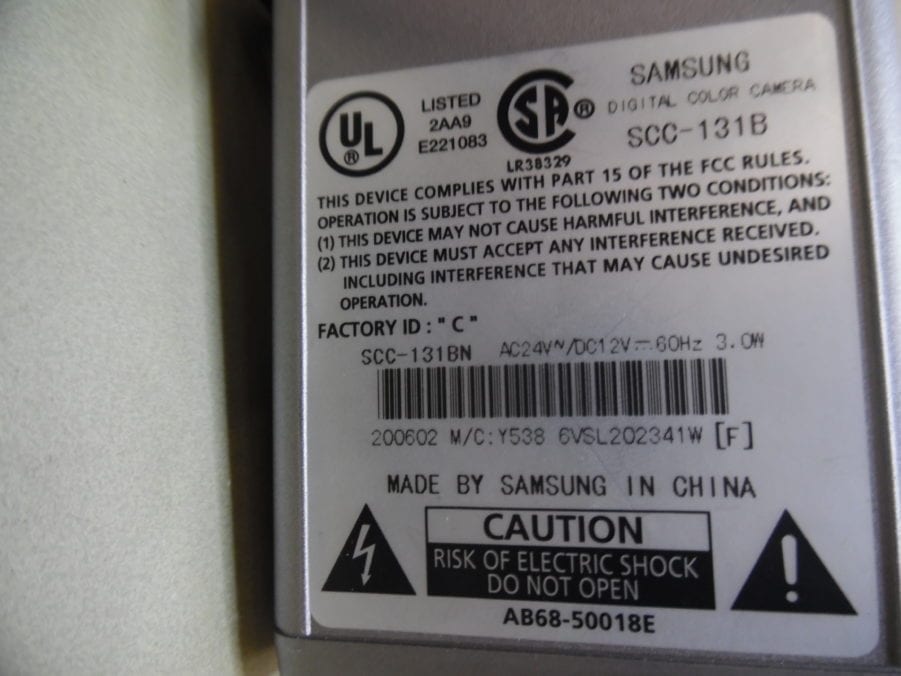 UL
®
LISTED
2AA9
E221083
SA ®
LR38329
SAMSUNG
DIGITAL COLOR CAMERA
SCC-131B
THIS DEVICE COMPLIES WITH PART 15 OF THE FCC RULES.
OPERATION IS SUBJECT TO THE FOLLOWING TWO CONDITIONS:
(1) THIS DEVICE MAY NOT CAUSE HARMFUL INTERFERENCE, AND
(2) THIS DEVICE MUST ACCEPT ANY INTERFERENCE RECEIVED.
INCLUDING INTERFERENCE THAT MAY CAUSE UNDESIRED
OPERATION.
FACTORY ID : " C "
SCC-131BN AC24V~/DC12V⎓60Hz 3.0W
200602 M/C:Y538 6VSL202341W [F]
MADE BY SAMSUNG IN CHINA
CAUTION
RISK OF ELECTRIC SHOCK
DO NOT OPEN
!
AB68-50018E